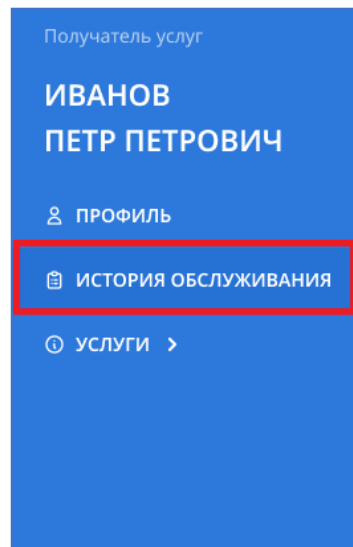 Получатель услуг
ИВАНОВ
ПЕТР ПЕТРОВИЧ
ПРОФИЛЬ
ИСТОРИЯ ОБСЛУЖИВАНИЯ
УСЛУГИ